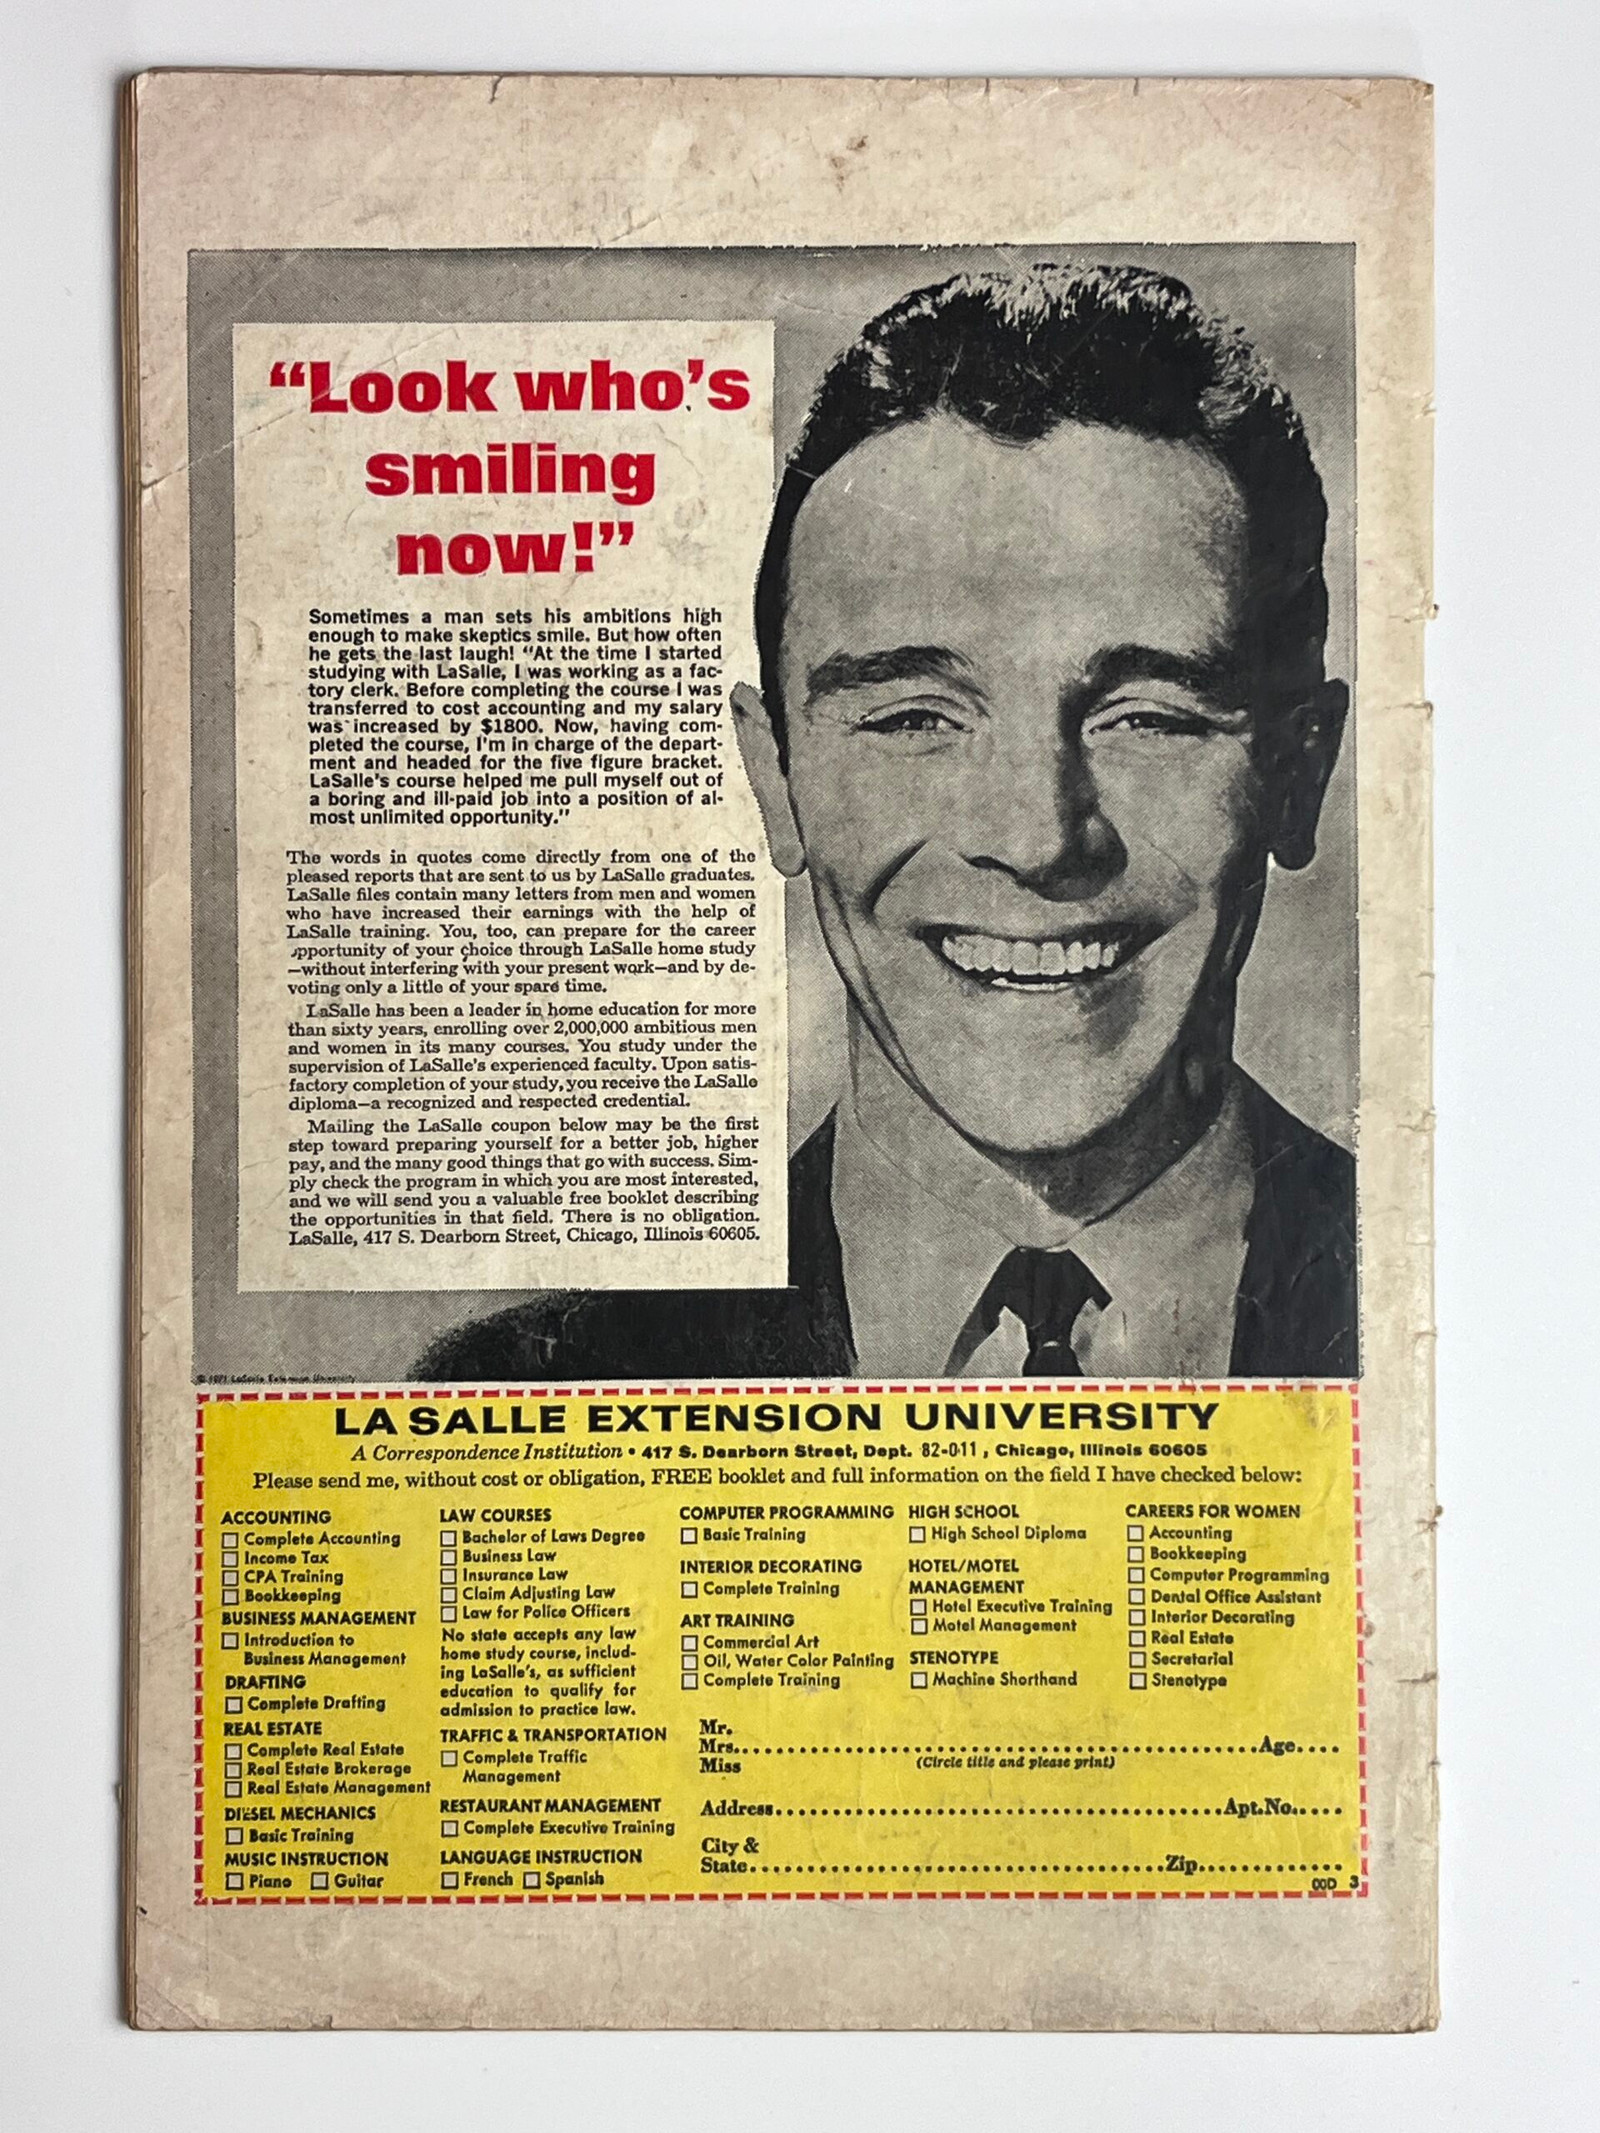 “Look who’s
smiling
now!”
Sometimes a man sets his ambitions high
enough to make skeptics smile. But how often
he gets the last laugh! “At the time I started
studying with LaSalle, I was working as a fac-
tory clerk. Before completing the course I was
transferred to cost accounting and my salary
was increased by $1800. Now, having com-
pleted the course, I’m in charge of the depart-
ment and headed for the five figure bracket.
LaSalle’s course helped me pull myself out of
a boring and ill-paid job into a position of al-
most unlimited opportunity.”
The words in quotes come directly from one of the
pleased reports that are sent to us by LaSalle graduates.
LaSalle files contain many letters from men and women
who have increased their earnings with the help of
LaSalle training. You, too, can prepare for the career
opportunity of your choice through LaSalle home study
—without interfering with your present work—and by de-
voting only a little of your spare time.
LaSalle has been a leader in home education for more
than sixty years, enrolling over 2,000,000 ambitious men
and women in its many courses. You study under the
supervision of LaSalle’s experienced faculty. Upon satis-
factory completion of your study, you receive the LaSalle
diploma—a recognized and respected credential.
Mailing the LaSalle coupon below may be the first
step toward preparing yourself for a better job, higher
pay, and the many good things that go with success. Sim-
ply check the program in which you are most interested,
and we will send you a valuable free booklet describing
the opportunities in that field. There is no obligation.
LaSalle, 417 S. Dearborn Street, Chicago, Illinois 60605.
© 1971 LaSalle Extension University
LA SALLE EXTENSION UNIVERSITY
A Correspondence Institution • 417 S. Dearborn Street, Dept. 82-011, Chicago, Illinois 60605
Please send me, without cost or obligation, FREE booklet and full information on the field I have checked below:
ACCOUNTING
Complete Accounting
Income Tax
CPA Training
Bookkeeping
BUSINESS MANAGEMENT
Introduction to
Business Management
DRAFTING
Complete Drafting
REAL ESTATE
Complete Real Estate
Real Estate Brokerage
Real Estate Management
DIESEL MECHANICS
Basic Training
MUSIC INSTRUCTION
Piano Guitar
LAW COURSES
Bachelor of Laws Degree
Business Law
Insurance Law
Claim Adjusting Law
Law for Police Officers
No state accepts any law
home study course, includ-
ing LaSalle’s, as sufficient
education to qualify for
admission to practice law.
TRAFFIC & TRANSPORTATION
Complete Traffic
Management
RESTAURANT MANAGEMENT
Complete Executive Training
LANGUAGE INSTRUCTION
French Spanish
COMPUTER PROGRAMMING
Basic Training
INTERIOR DECORATING
Complete Training
ART TRAINING
Commercial Art
Oil, Water Color Painting
Complete Training
HIGH SCHOOL
High School Diploma
HOTEL/MOTEL
MANAGEMENT
Hotel Executive Training
Motel Management
STENOTYPE
Machine Shorthand
CAREERS FOR WOMEN
Accounting
Bookkeeping
Computer Programming
Dental Office Assistant
Interior Decorating
Real Estate
Secretarial
Stenotype
Mr.
Mrs. Age
Miss (Circle title and please print)
Address Apt. No.
City &
State Zip
OOD 3